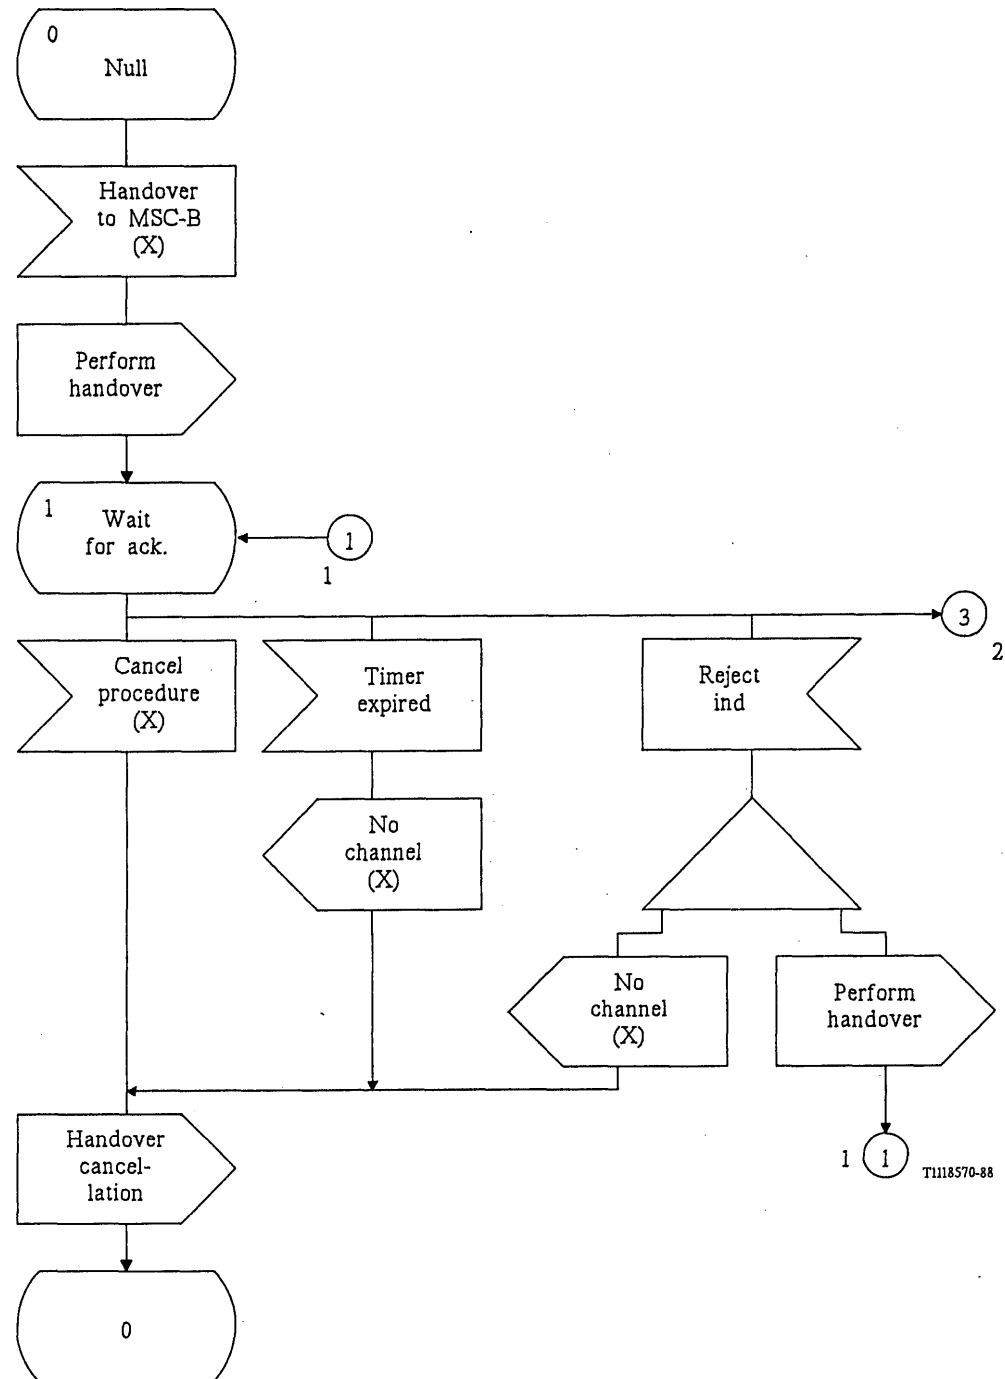 0
Null
Handover
to MSC-B
(X)
Perform
handover
1
Wait
for ack.
1
1
3
2
Cancel
procedure
(X)
Timer
expired
Reject
ind
No
channel
(X)
No
channel
(X)
Perform
handover
Handover
cancel-
lation
1
1
T1118570-88
0